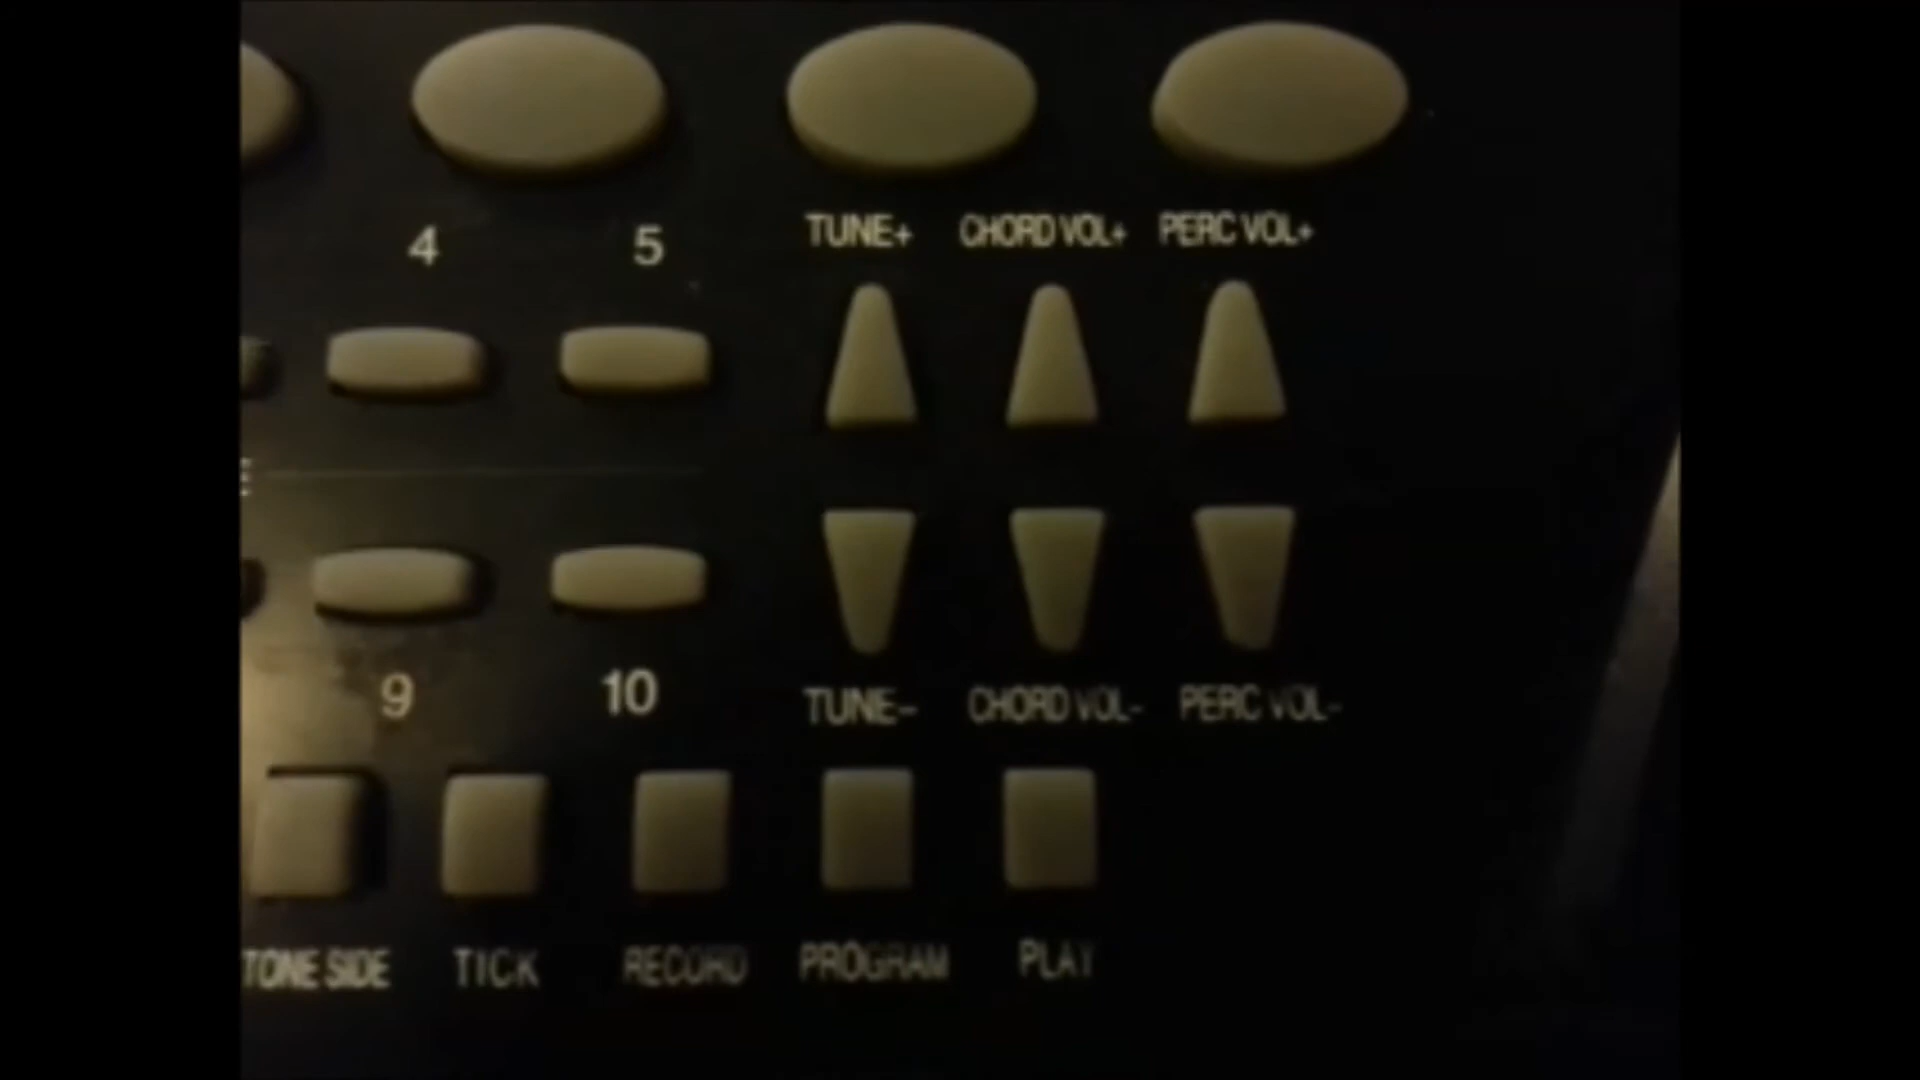 4 5 TUNE+ CHORD VOL+ PERC VOL+
E
9 10 TUNE− CHORD VOL- PERC VOL-
TONE SIDE TICK RECORD PROGRAM PLAY